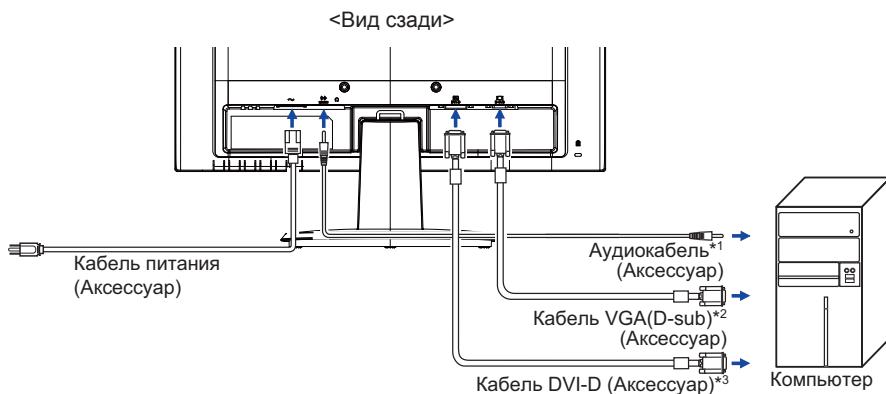 <Вид сзади>
Кабель питания
(Аксессуар)
Аудиокабель*1
(Аксессуар)
Кабель VGA(D-sub)*2
(Аксессуар)
Кабель DVI-D (Аксессуар)*3
Компьютер